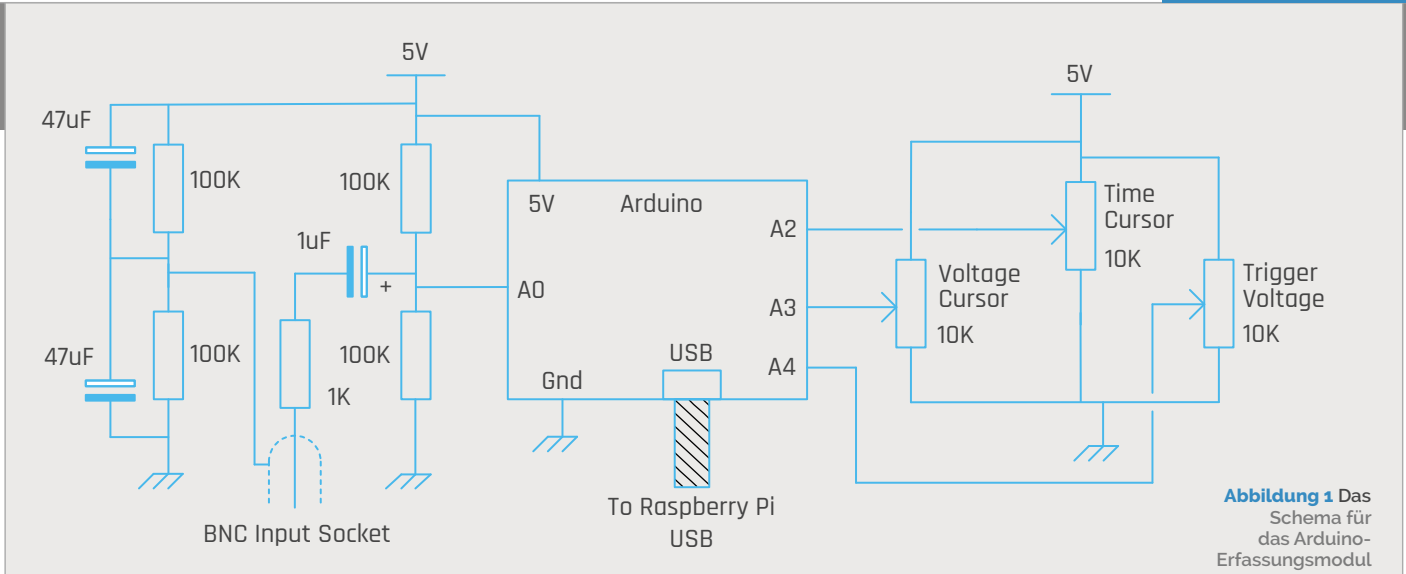 5V
47uF
100K
100K
1uF
+
47uF
100K
100K
1K
BNC Input Socket
5V
Arduino
A0
A2
A3
A4
Gnd
USB
To Raspberry Pi
USB
5V
Time
Cursor
10K
Voltage
Cursor
10K
Trigger
Voltage
10K
Abbildung 1 Das
Schema für
das Arduino-
Erfassungsmodul